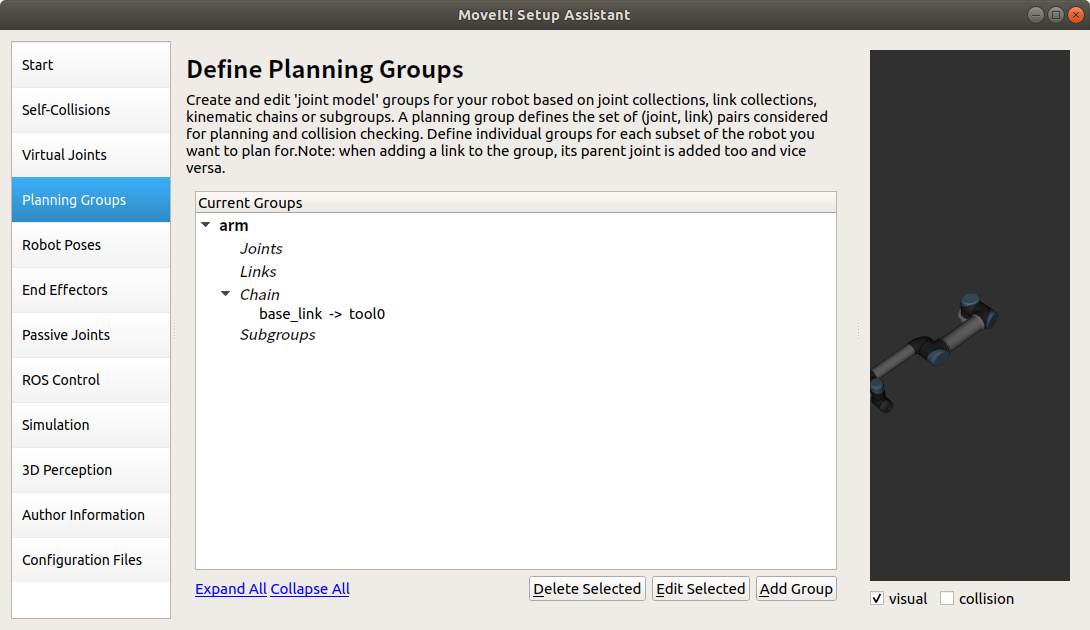 MoveIt! Setup Assistant
Start
Self-Collisions
Virtual Joints
Planning Groups
Robot Poses
End Effectors
Passive Joints
ROS Control
Simulation
3D Perception
Author Information
Configuration Files
Define Planning Groups
Create and edit 'joint model' groups for your robot based on joint collections, link collections,
kinematic chains or subgroups. A planning group defines the set of (joint, link) pairs considered
for planning and collision checking. Define individual groups for each subset of the robot you
want to plan for.Note: when adding a link to the group, its parent joint is added too and vice
versa.
Current Groups
arm
Joints
Links
Chain
base_link -> tool0
Subgroups
Expand All Collapse All
Delete Selected
Edit Selected
Add Group
visual
collision